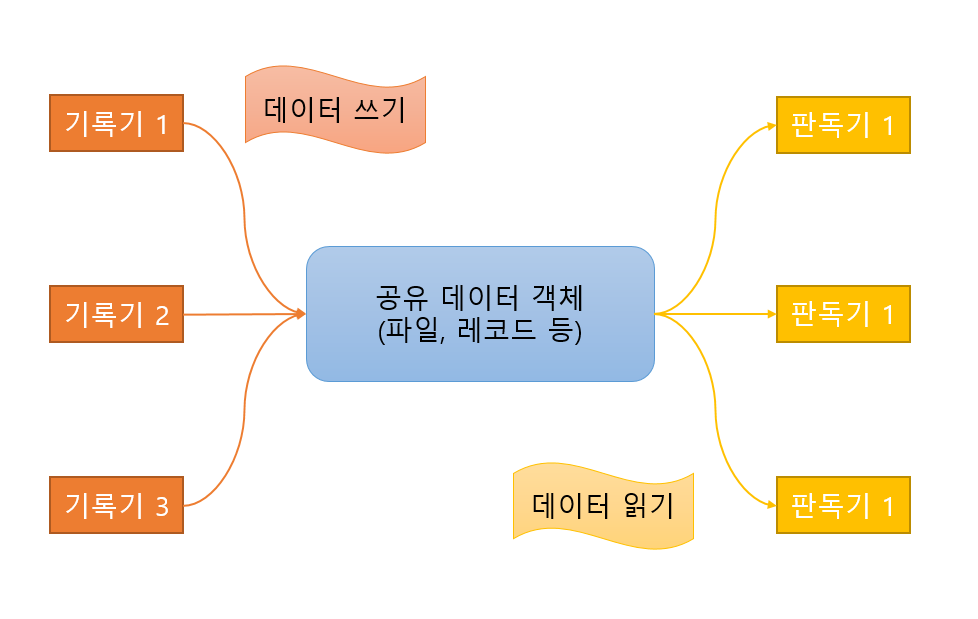 데이터 쓰기
기록기 1
판독기 1
공유 데이터 객체
(파일, 레코드 등)
기록기 2
판독기 1
데이터 읽기
기록기 3
판독기 1